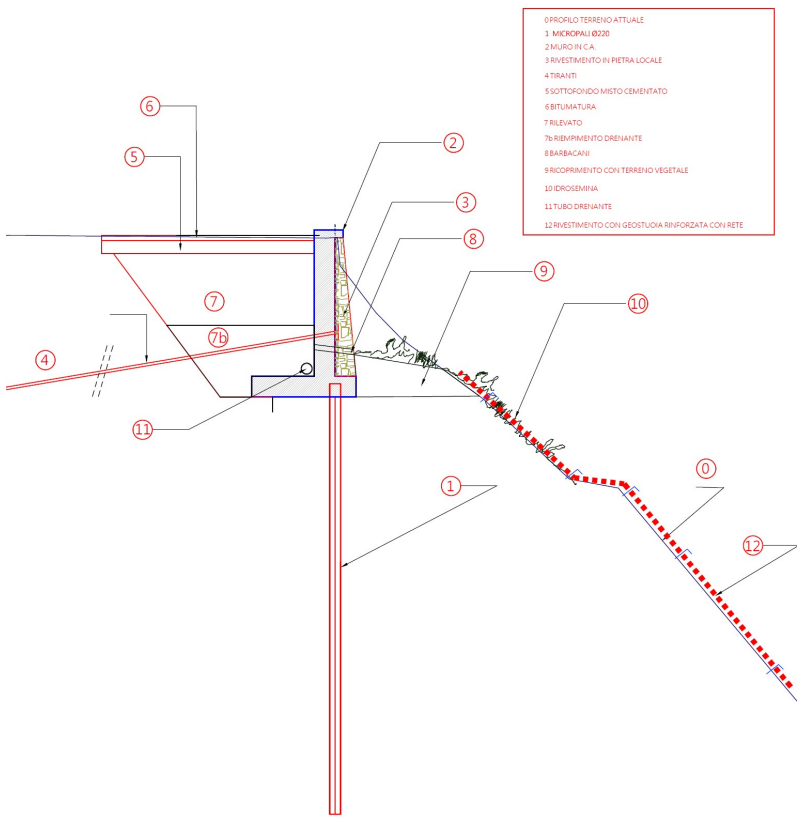 0 PROFILO TERRENO ATTUALE
1 MICROPALI Ø220
2 MURO IN C.A.
3 RIVESTIMENTO IN PIETRA LOCALE
4 TIRANTI
5 SOTTOFONDO MISTO CEMENTATO
6 BITUMATURA
7 RILEVATO
7b RIEMPIMENTO DRENANTE
8 BARBACANI
9 RICOPRIMENTO CON TERRENO VEGETALE
10 IDROSEMINA
11 TUBO DRENANTE
12 RIVESTIMENTO CON GEOSTUOIA RINFORZATA CON RETE
6
2
5
3
8
9
7
10
7b
4
11
0
1
12